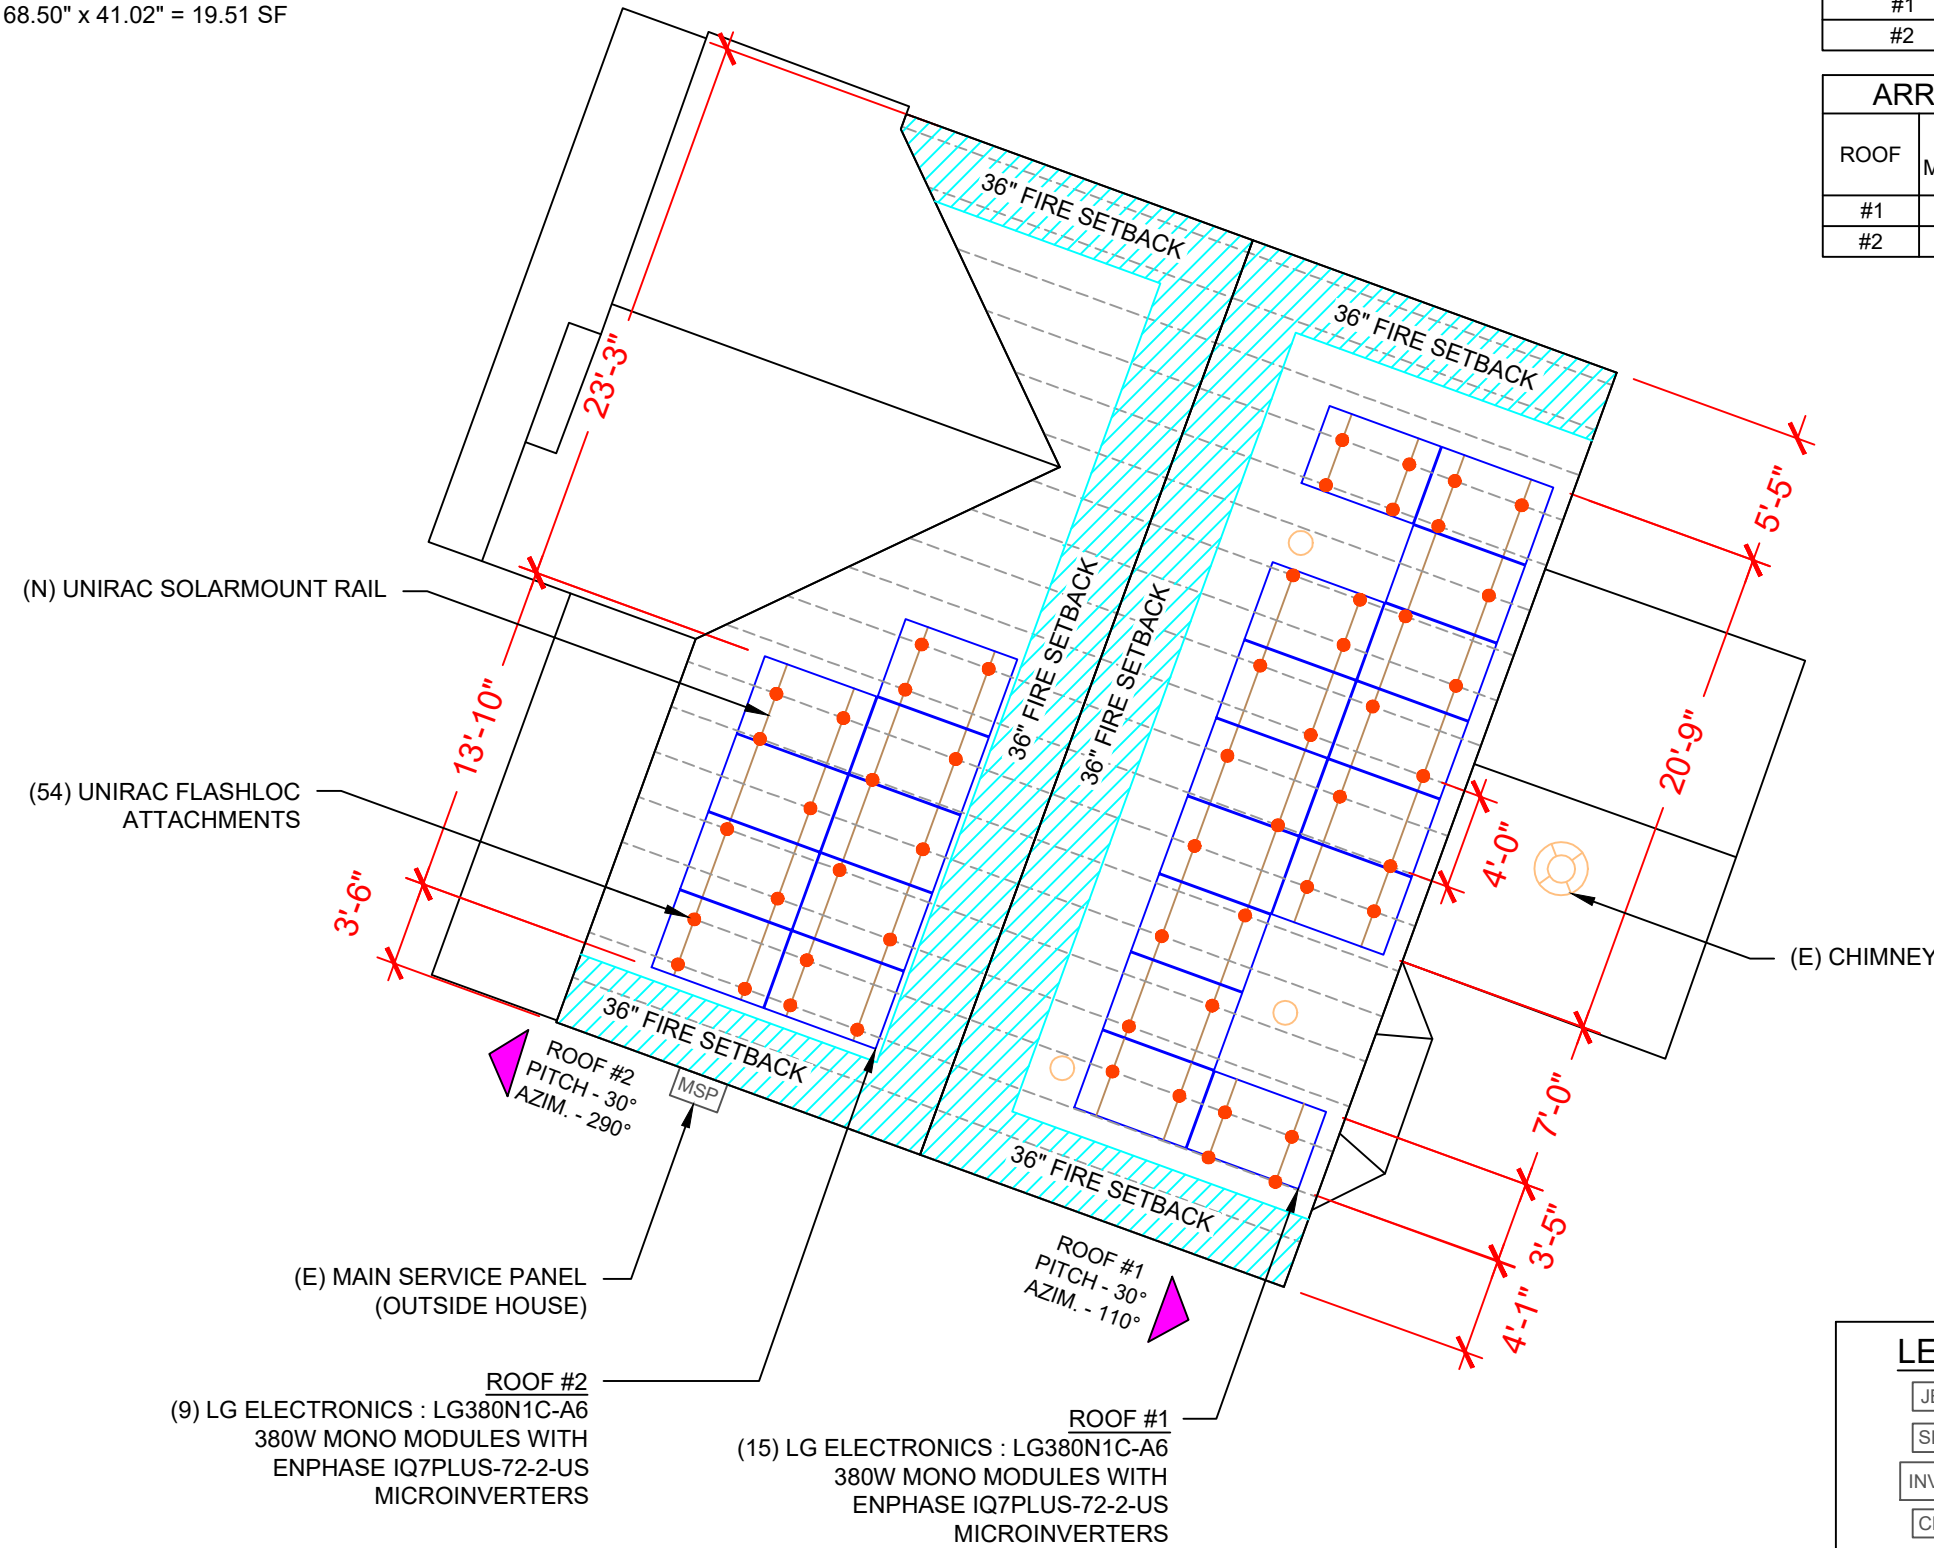 68.50" x 41.02" = 19.51 SF
#1
#2
ARR
ROOF
#1
#2
36" FIRE SETBACK
36" FIRE SETBACK
23'-3"
5'-5"
(N) UNIRAC SOLARMOUNT RAIL
36" FIRE SETBACK
36" FIRE SETBACK
13'-10"
20'-9"
(54) UNIRAC FLASHLOC
ATTACHMENTS
4'-0"
3'-6"
(E) CHIMNEY
36" FIRE SETBACK
ROOF #2
PITCH - 30°
AZIM. - 290°
MSP
7'-0"
36" FIRE SETBACK
3'-5"
ROOF #1
PITCH - 30°
AZIM. - 110°
4'-1"
(E) MAIN SERVICE PANEL
(OUTSIDE HOUSE)
ROOF #2
(9) LG ELECTRONICS : LG380N1C-A6
380W MONO MODULES WITH
ENPHASE IQ7PLUS-72-2-US
MICROINVERTERS
ROOF #1
(15) LG ELECTRONICS : LG380N1C-A6
380W MONO MODULES WITH
ENPHASE IQ7PLUS-72-2-US
MICROINVERTERS
LE
INV